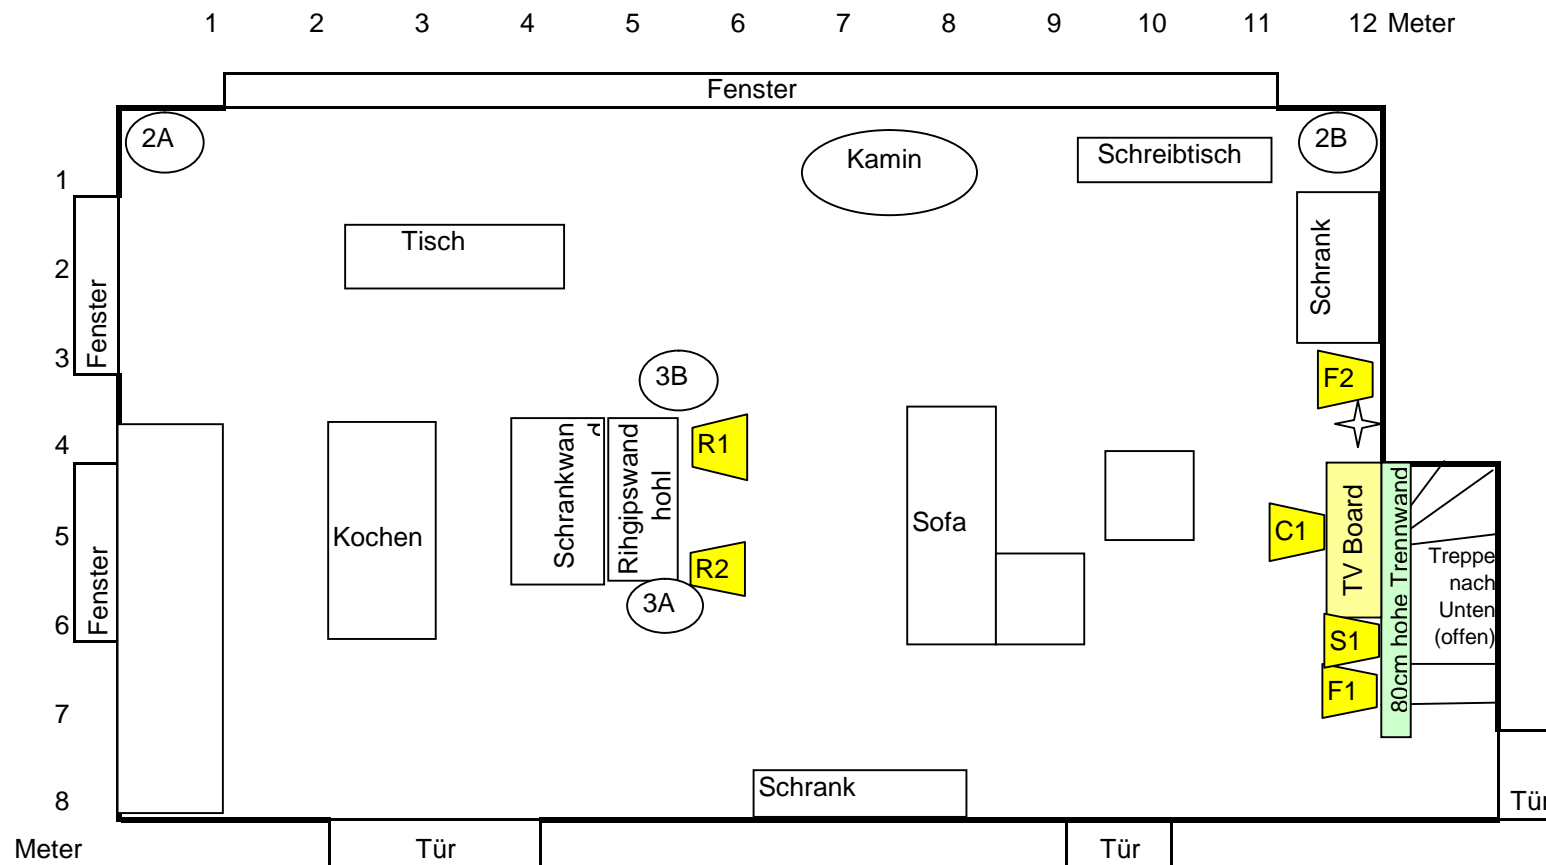 1 2 3 4 5 6 7 8 9 10 11 12 Meter
Fenster
2A
2B
Kamin
Schreibtisch
1
Tisch
2
Fenster
Schrank
3
3B
F2
4
Schrankwan
d
Rihgipswand
hohl
R1
Kochen
Sofa
5
C1
TV Board
80cm hohe Trennwand
Treppe
nach
Unten
(offen)
R2
3A
Fenster
6
S1
F1
7
Schrank
8
Tür
Meter
Tür
Tür